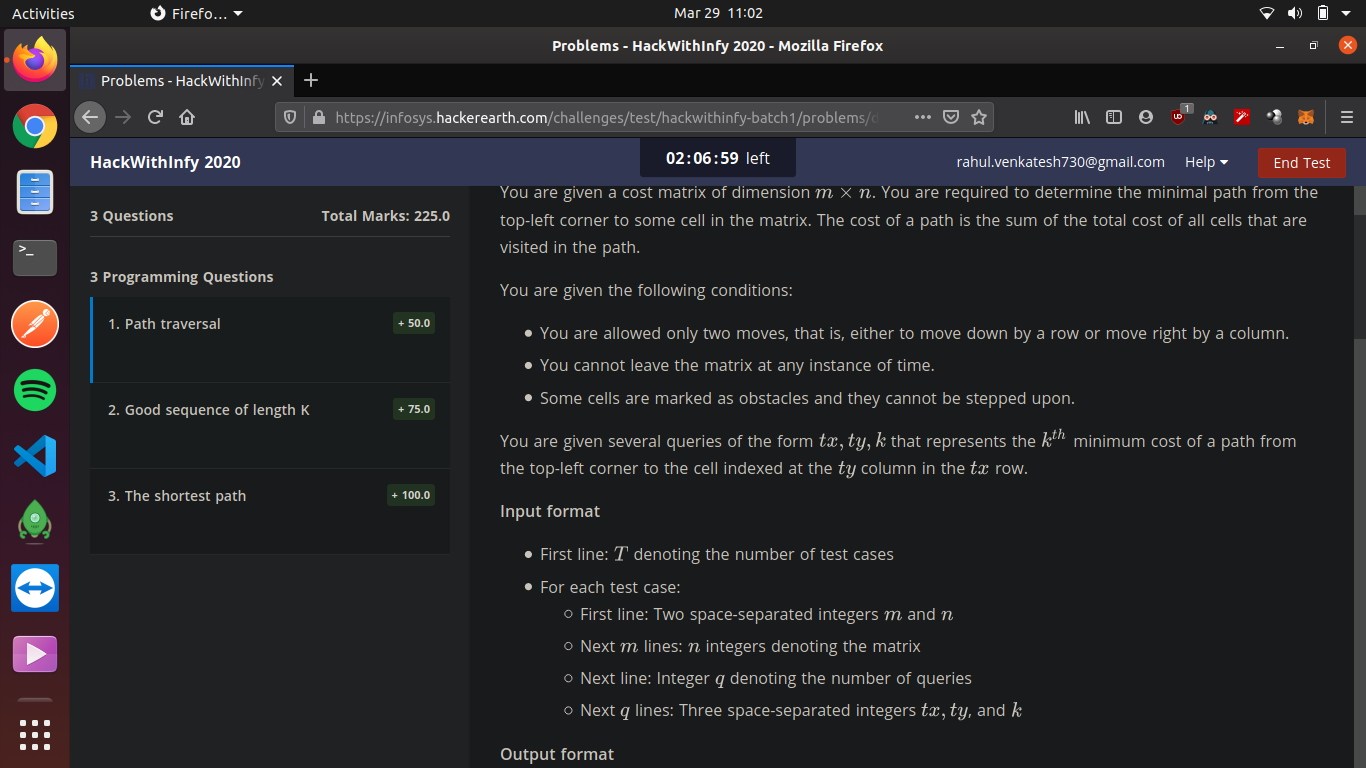 Activities
Firefo...
Mar 29 11:02
Problems - HackWithInfy 2020 - Mozilla Firefox
Problems - HackWithInfy
https://infosys.hackerearth.com/challenges/test/hackwithinfy-batch1/problems/
1
HackWithInfy 2020
02:06:59 left
rahul.venkatesh730@gmail.com
Help
End Test
3 Questions
Total Marks: 225.0
3 Programming Questions
1. Path traversal
+ 50.0
2. Good sequence of length K
+ 75.0
3. The shortest path
+ 100.0
You are given a cost matrix of dimension m × n. You are required to determine the minimal path from the
top-left corner to some cell in the matrix. The cost of a path is the sum of the total cost of all cells that are
visited in the path.
You are given the following conditions:
• You are allowed only two moves, that is, either to move down by a row or move right by a column.
• You cannot leave the matrix at any instance of time.
• Some cells are marked as obstacles and they cannot be stepped upon.
You are given several queries of the form tx, ty, k that represents the k^th minimum cost of a path from
the top-left corner to the cell indexed at the ty column in the tx row.
Input format
• First line: T denoting the number of test cases
• For each test case:
○ First line: Two space-separated integers m and n
○ Next m lines: n integers denoting the matrix
○ Next line: Integer q denoting the number of queries
○ Next q lines: Three space-separated integers tx, ty, and k
Output format